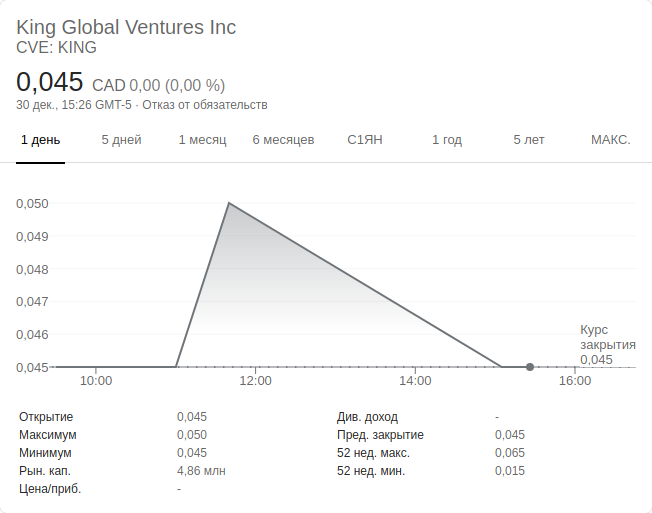 King Global Ventures Inc
CVE: KING
0,045 CAD 0,00 (0,00 %)
30 дек., 15:26 GMT-5 · Отказ от обязательств
1 день 5 дней 1 месяц 6 месяцев С1ЯН 1 год 5 лет МАКС.
0,050
0,049
0,048
0,047
0,046
0,045
Курс
закрытия
0,045
10:00 12:00 14:00 16:00
Открытие 0,045 Див. доход -
Максимум 0,050 Пред. закрытие 0,045
Минимум 0,045 52 нед. макс. 0,065
Рын. кап. 4,86 млн 52 нед. мин. 0,015
Цена/приб. -